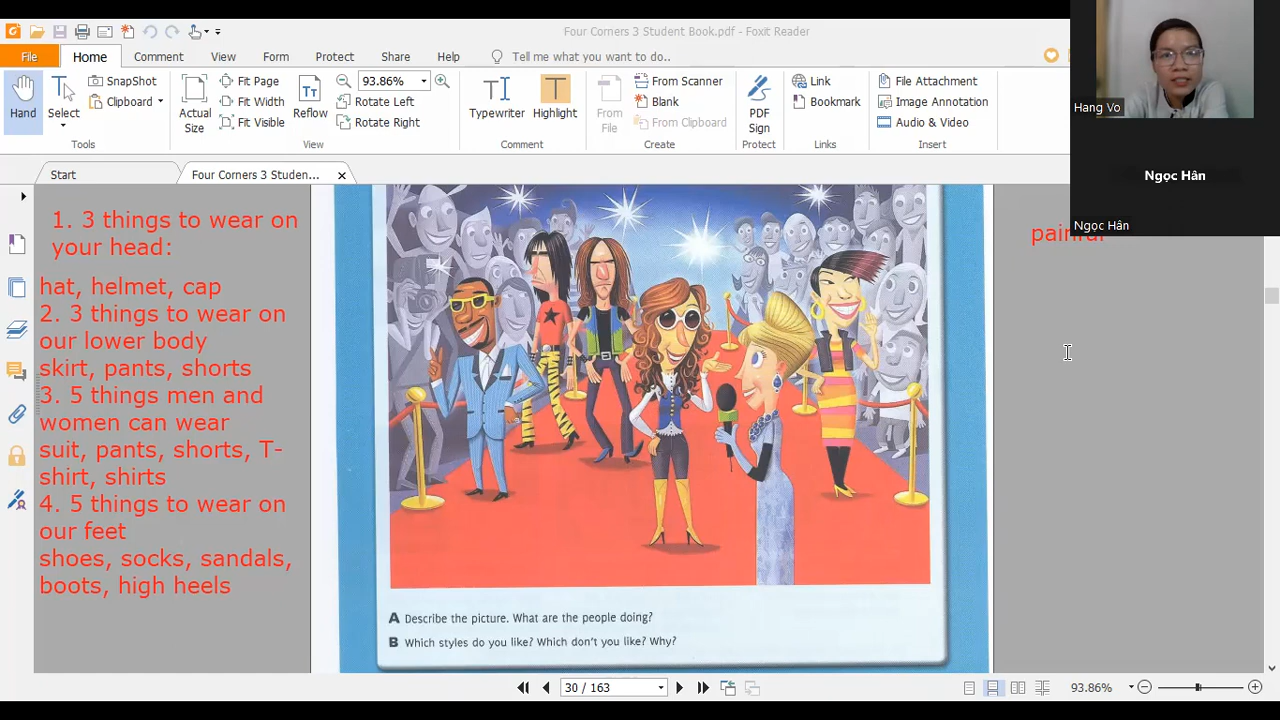 Four Corners 3 Student Book.pdf - Foxit Reader
File Home Comment View Form Protect Share Help Tell me what you want to do..
Hand
Select
SnapShot
Clipboard
Tools
Actual Size
Fit Page
Fit Width
Fit Visible
Reflow
93.86%
Rotate Left
Rotate Right
View
Typewriter
Highlight
Comment
From File
From Scanner
Blank
From Clipboard
Create
PDF Sign
Protect
Link
Bookmark
Links
File Attachment
Image Annotation
Audio & Video
Insert
Hang Vo
Ngọc Hân
Ngọc Hân
Start
Four Corners 3 Studen...
1. 3 things to wear on
your head:
hat, helmet, cap
2. 3 things to wear on
our lower body
skirt, pants, shorts
3. 5 things men and
women can wear
suit, pants, shorts, T-
shirt, shirts
4. 5 things to wear on
our feet
shoes, socks, sandals,
boots, high heels
A Describe the picture. What are the people doing?
B Which styles do you like? Which don't you like? Why?
30 / 163
93.86%